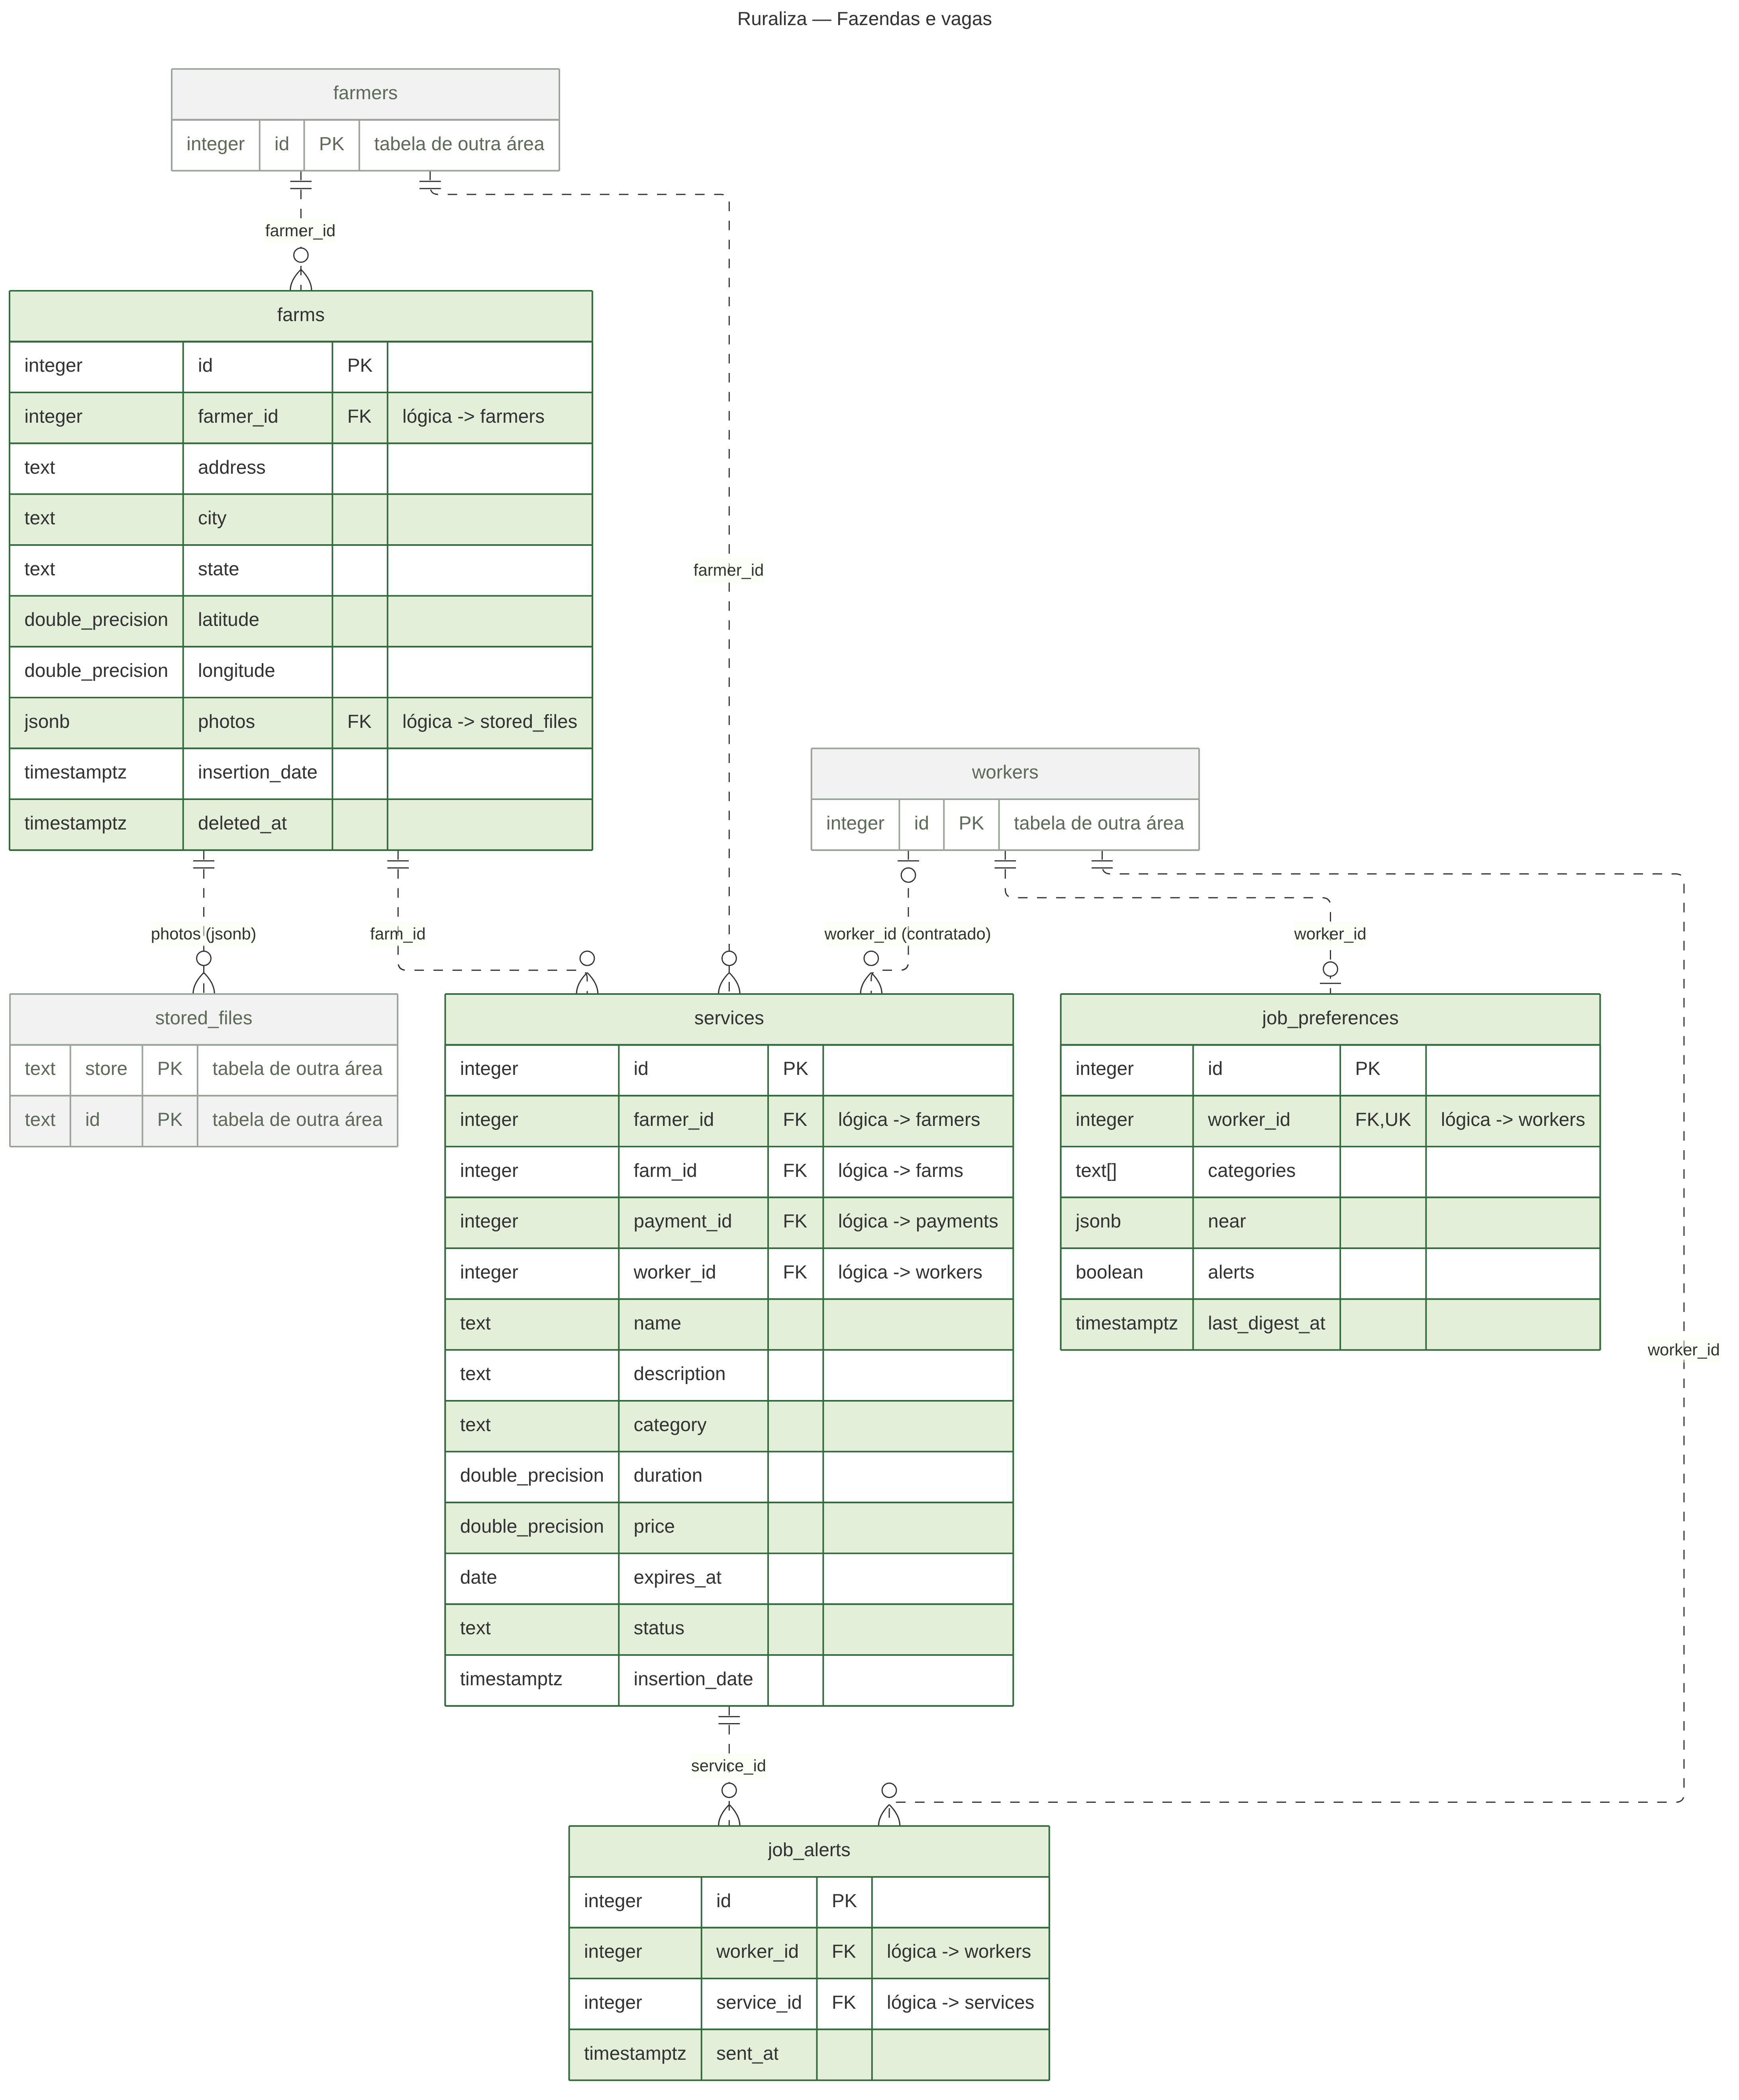 Ruraliza — Fazendas e vagas
farmers
integer id PK tabela de outra área
farmer_id
farms
integer id PK
integer farmer_id FK lógica -> farmers
text address
text city
text state
double_precision latitude
double_precision longitude
jsonb photos FK lógica -> stored_files
timestamptz insertion_date
timestamptz deleted_at
farmer_id
workers
integer id PK tabela de outra área
photos (jsonb)
farm_id
worker_id (contratado)
worker_id
stored_files
text store PK tabela de outra área
text id PK tabela de outra área
services
integer id PK
integer farmer_id FK lógica -> farmers
integer farm_id FK lógica -> farms
integer payment_id FK lógica -> payments
integer worker_id FK lógica -> workers
text name
text description
text category
double_precision duration
double_precision price
date expires_at
text status
timestamptz insertion_date
job_preferences
integer id PK
integer worker_id FK,UK lógica -> workers
text[] categories
jsonb near
boolean alerts
timestamptz last_digest_at
worker_id
service_id
job_alerts
integer id PK
integer worker_id FK lógica -> workers
integer service_id FK lógica -> services
timestamptz sent_at